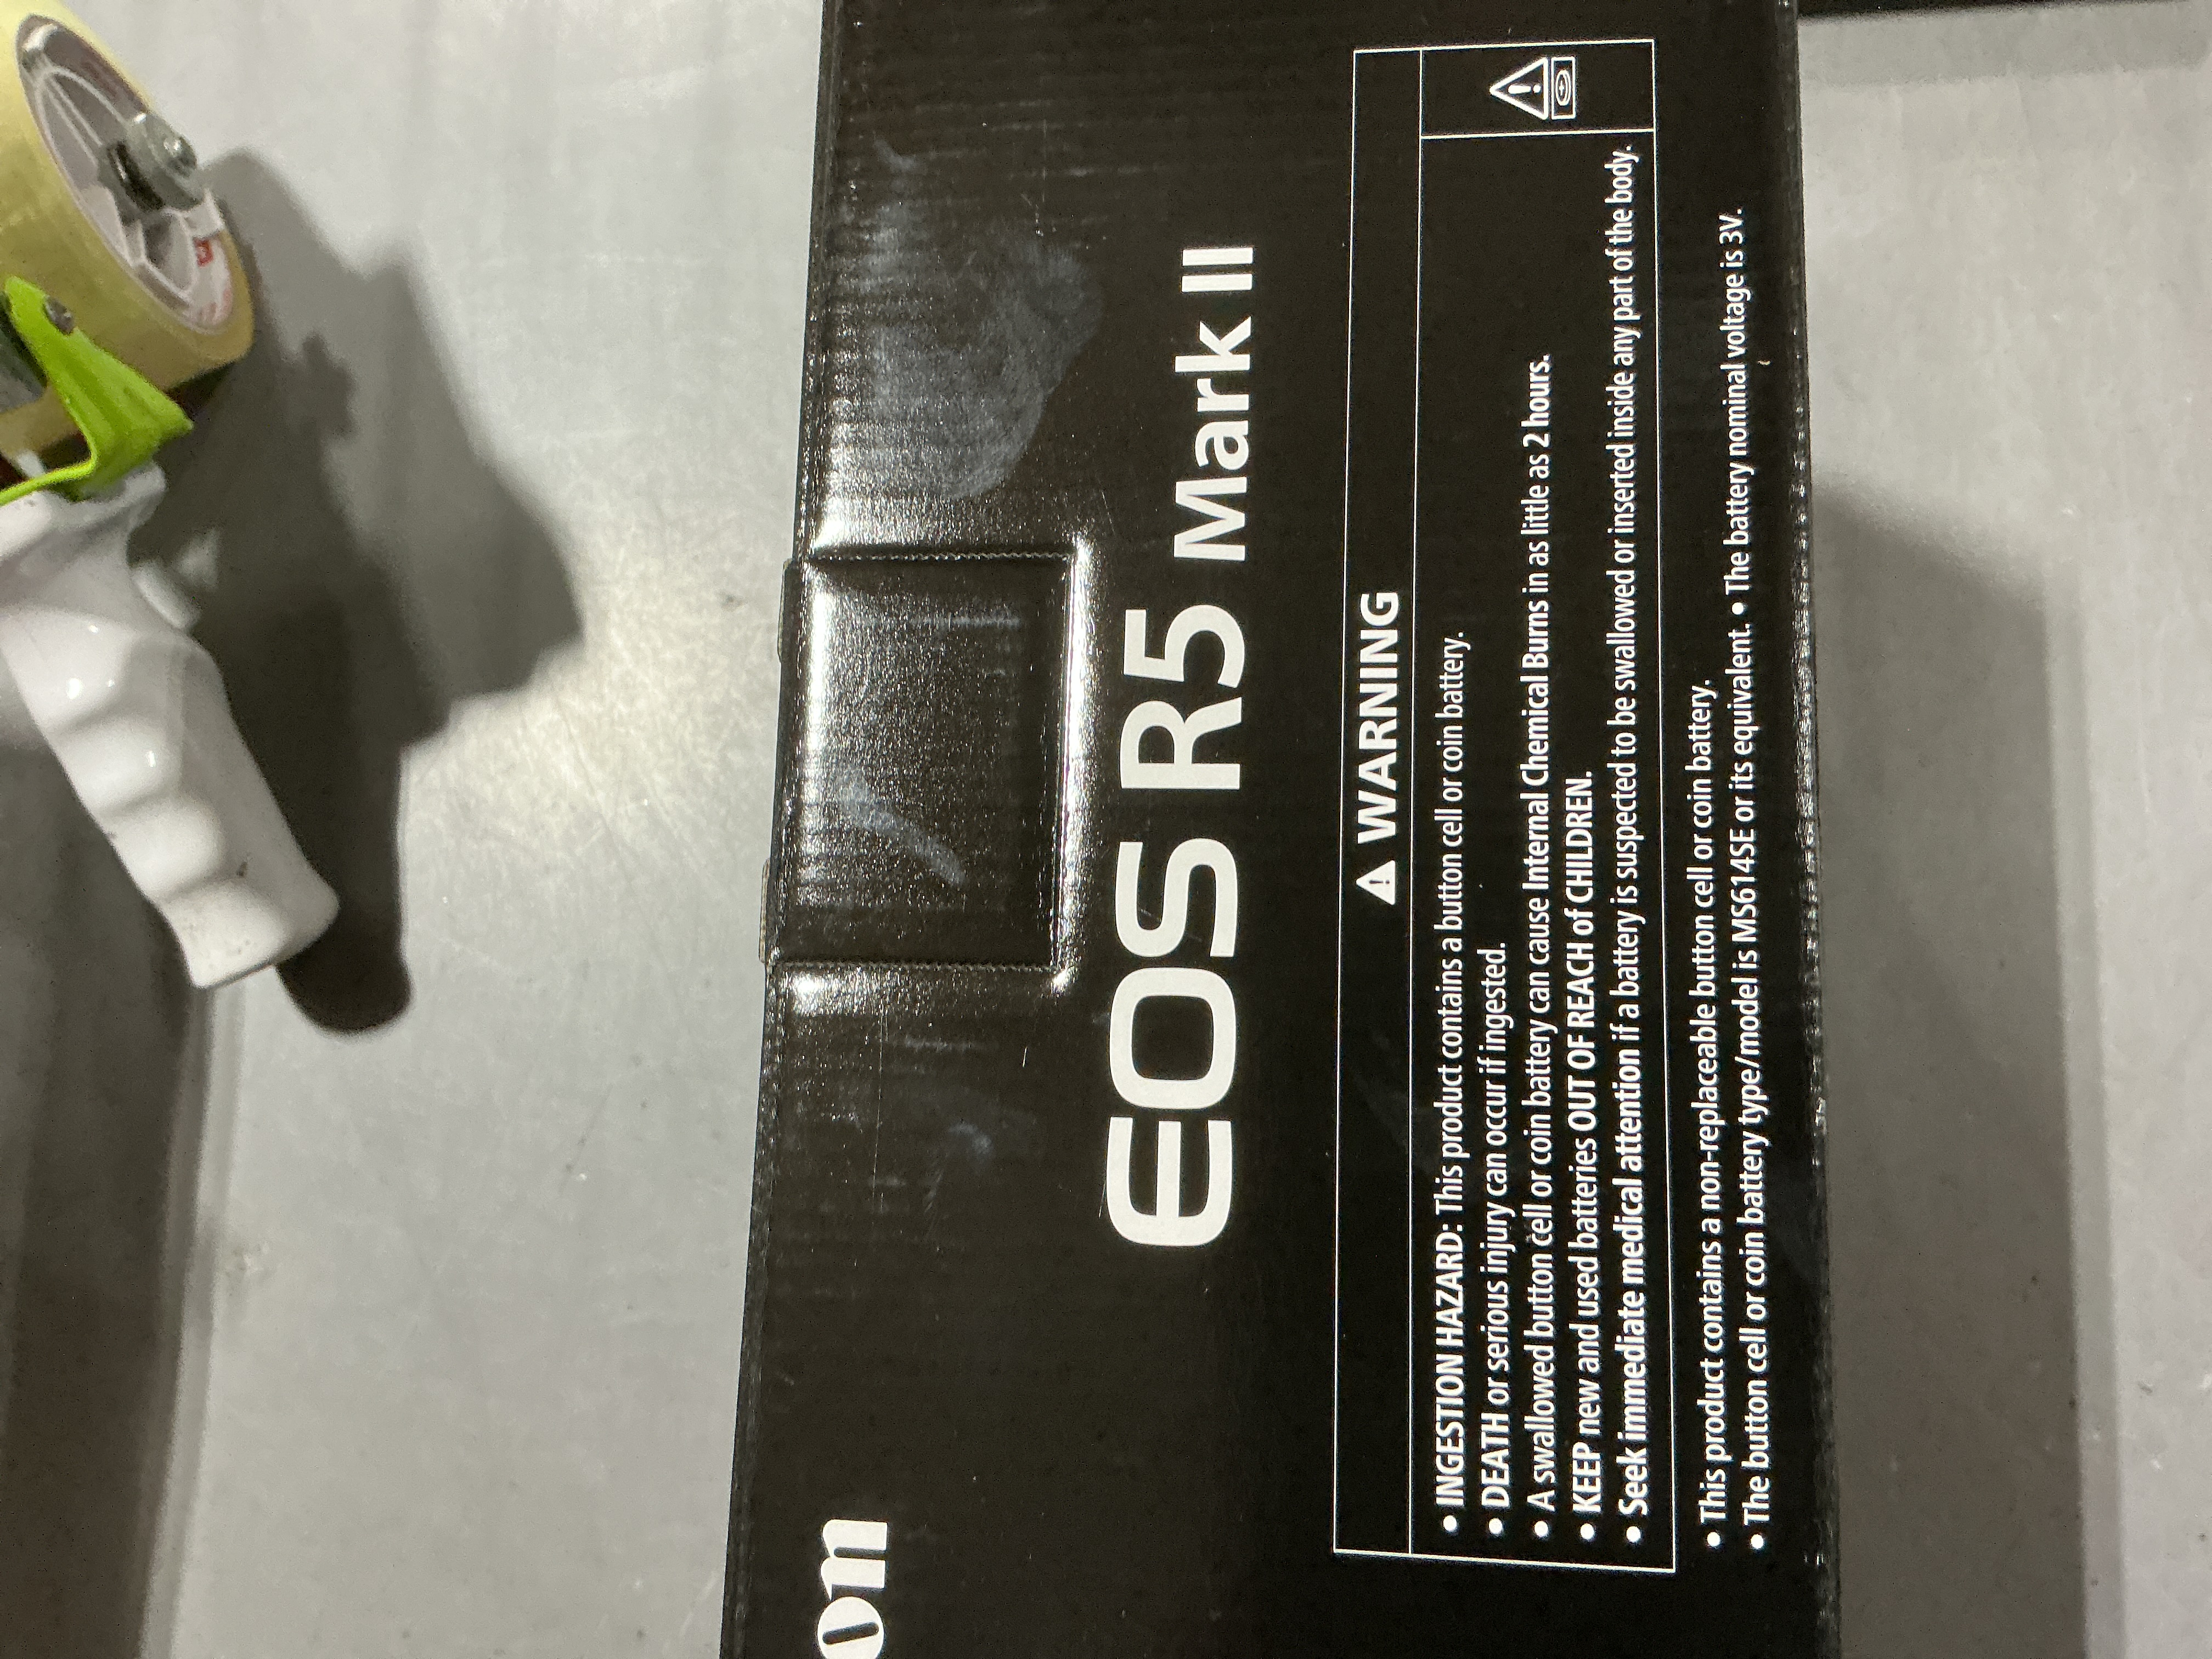 on
EOS R5 Mark II
WARNING
• INGESTION HAZARD: This product contains a button cell or coin battery.
• DEATH or serious injury can occur if ingested.
• A swallowed button cell or coin battery can cause Internal Chemical Burns in as little as 2 hours.
• KEEP new and used batteries OUT OF REACH of CHILDREN.
• Seek immediate medical attention if a battery is suspected to be swallowed or inserted inside any part of the body.
• This product contains a non-replaceable button cell or coin battery.
• The button cell or coin battery type/model is MS614SE or its equivalent. • The battery nominal voltage is 3V.